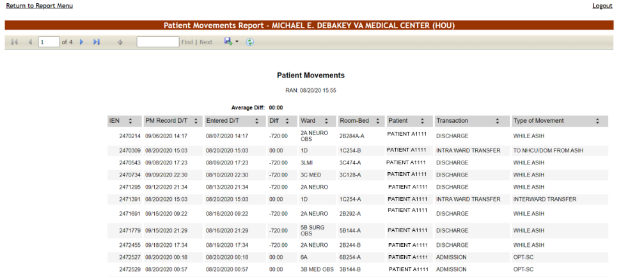 Return to Report Menu Logout
Patient Movements Report - MICHAEL E. DEBAKEY VA MEDICAL CENTER (HOU)
1 of 4 Find | Next
Patient Movements
RAN: 08/20/20 15:55
Average Diff: 00:00
IEN PM Record D/T Entered D/T Diff Ward Room-Bed Patient Transaction Type of Movement
2470214 09/06/2020 14:17 08/07/2020 14:17 -720:00 2A NEURO OBS 2B284A-A PATIENT A1111 DISCHARGE WHILE ASIH
2470309 08/20/2020 15:03 08/20/2020 15:03 00:00 1D 1C254-B PATIENT A1111 INTRA WARD TRANSFER TO NHCU/DOM FROM ASIH
2470543 09/08/2020 17:23 08/09/2020 17:23 -720:00 3LMI 3C474-A PATIENT A1111 DISCHARGE WHILE ASIH
2470734 09/09/2020 22:30 08/10/2020 22:30 -720:00 3C MED 3C128-A PATIENT A1111 DISCHARGE WHILE ASIH
2471295 09/12/2020 21:34 08/13/2020 21:34 -720:00 2A NEURO PATIENT A1111 DISCHARGE WHILE ASIH
2471391 08/20/2020 15:03 08/20/2020 15:03 00:00 1D 1C254-A PATIENT A1111 INTRA WARD TRANSFER INTERWARD TRANSFER
2471691 09/15/2020 09:22 08/16/2020 09:22 -720:00 2A NEURO 2B282-A PATIENT A1111 DISCHARGE WHILE ASIH
2471779 09/15/2020 21:29 08/16/2020 21:29 -720:00 5B SURG OBS 5B144-A PATIENT A1111 DISCHARGE WHILE ASIH
2472455 09/18/2020 17:34 08/19/2020 17:34 -720:00 2A NEURO 2B244-B PATIENT A1111 DISCHARGE WHILE ASIH
2472527 08/20/2020 00:18 08/20/2020 00:18 00:00 6A 6B254-A PATIENT A1111 ADMISSION OPT-SC
2472529 08/20/2020 00:57 08/20/2020 00:57 00:00 3B MED OBS 3B144-B PATIENT A1111 ADMISSION OPT-SC